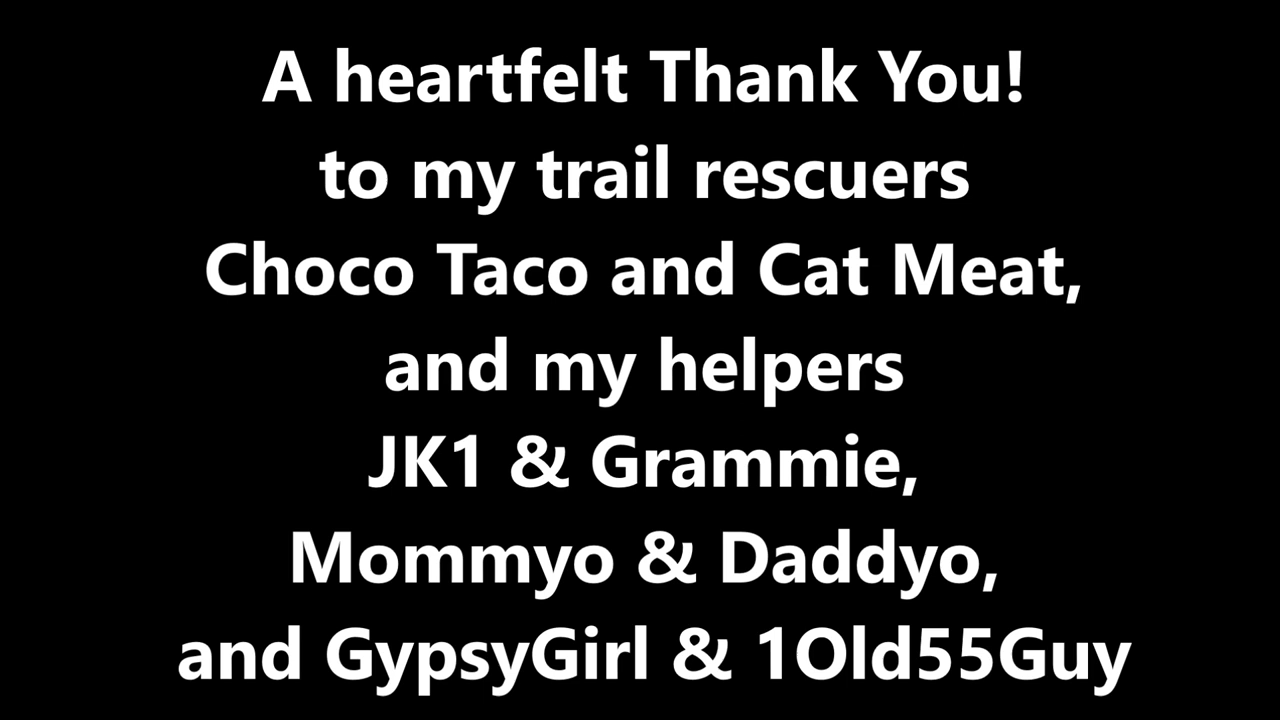 A heartfelt Thank You!
to my trail rescuers
Choco Taco and Cat Meat,
and my helpers
JK1 & Grammie,
Mommyo & Daddyo,
and GypsyGirl & 1Old55Guy